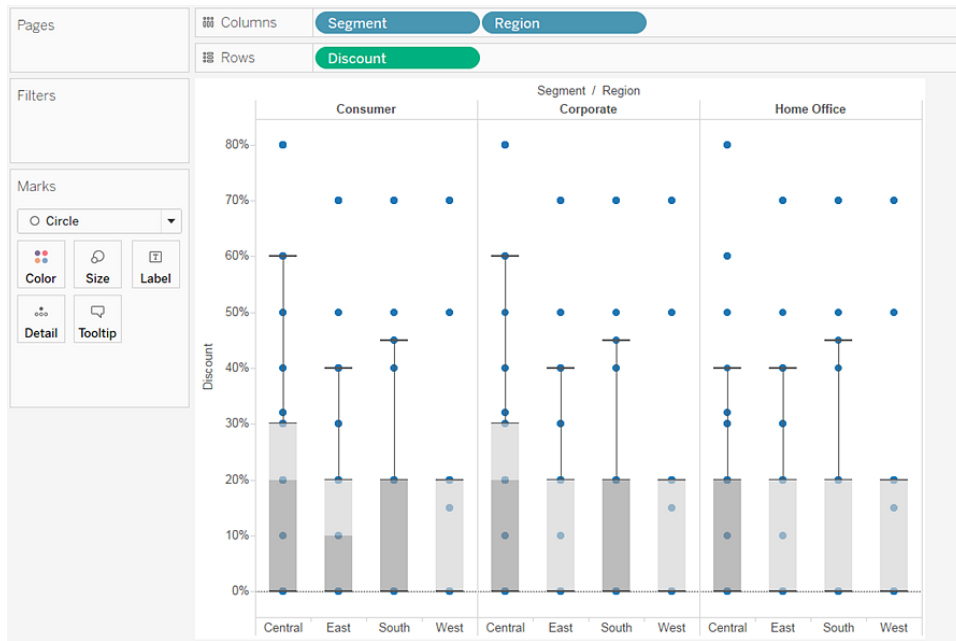 Pages
Columns Segment Region
Rows Discount
Filters
Marks
Circle
Color Size Label
Detail Tooltip
Segment / Region
Consumer Corporate Home Office
Discount
80%
70%
60%
50%
40%
30%
20%
10%
0%
Central East South West Central East South West Central East South West